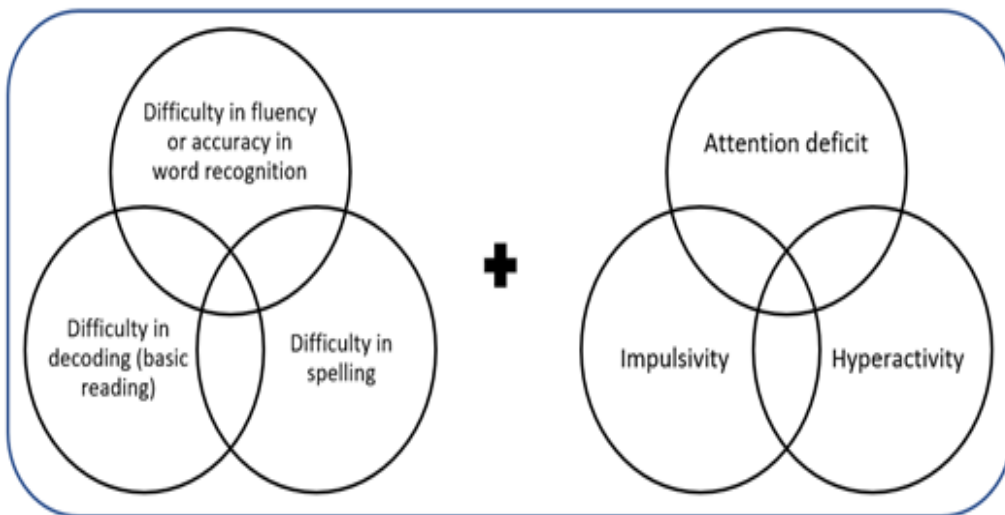 Difficulty in fluency
or accuracy in
word recognition
Difficulty in
decoding (basic
reading)
Difficulty in
spelling
Attention deficit
Impulsivity
Hyperactivity